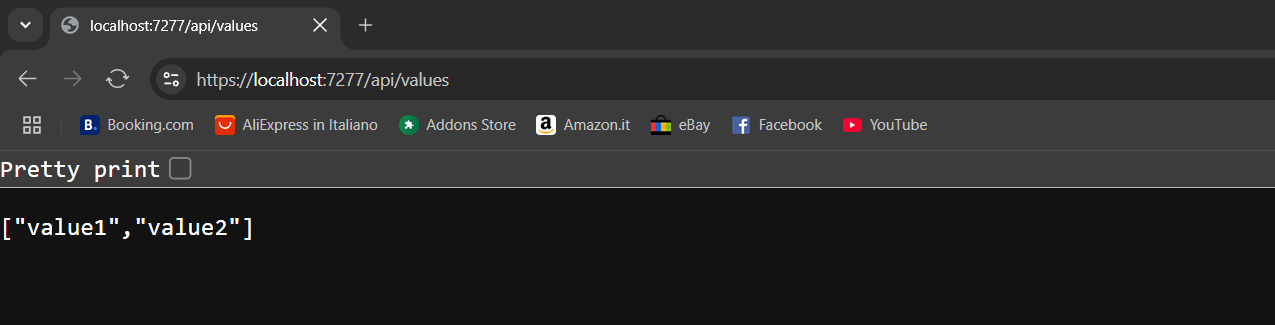 localhost:7277/api/values
https://localhost:7277/api/values
B. Booking.com AliExpress in Italiano Addons Store a Amazon.it eBay f Facebook YouTube
Pretty print
["value1","value2"]